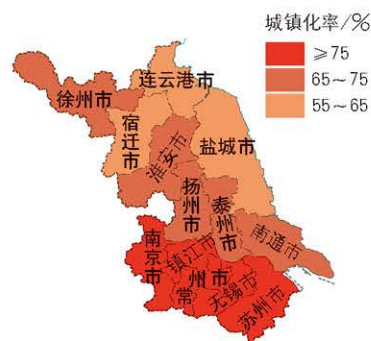 城镇化率/%
≥75
65~75
55~65
连云港市
徐州市
宿迁市
淮安市
盐城市
扬州市
泰州市
南通市
南京市
镇江市
常州市
无锡市
苏州市